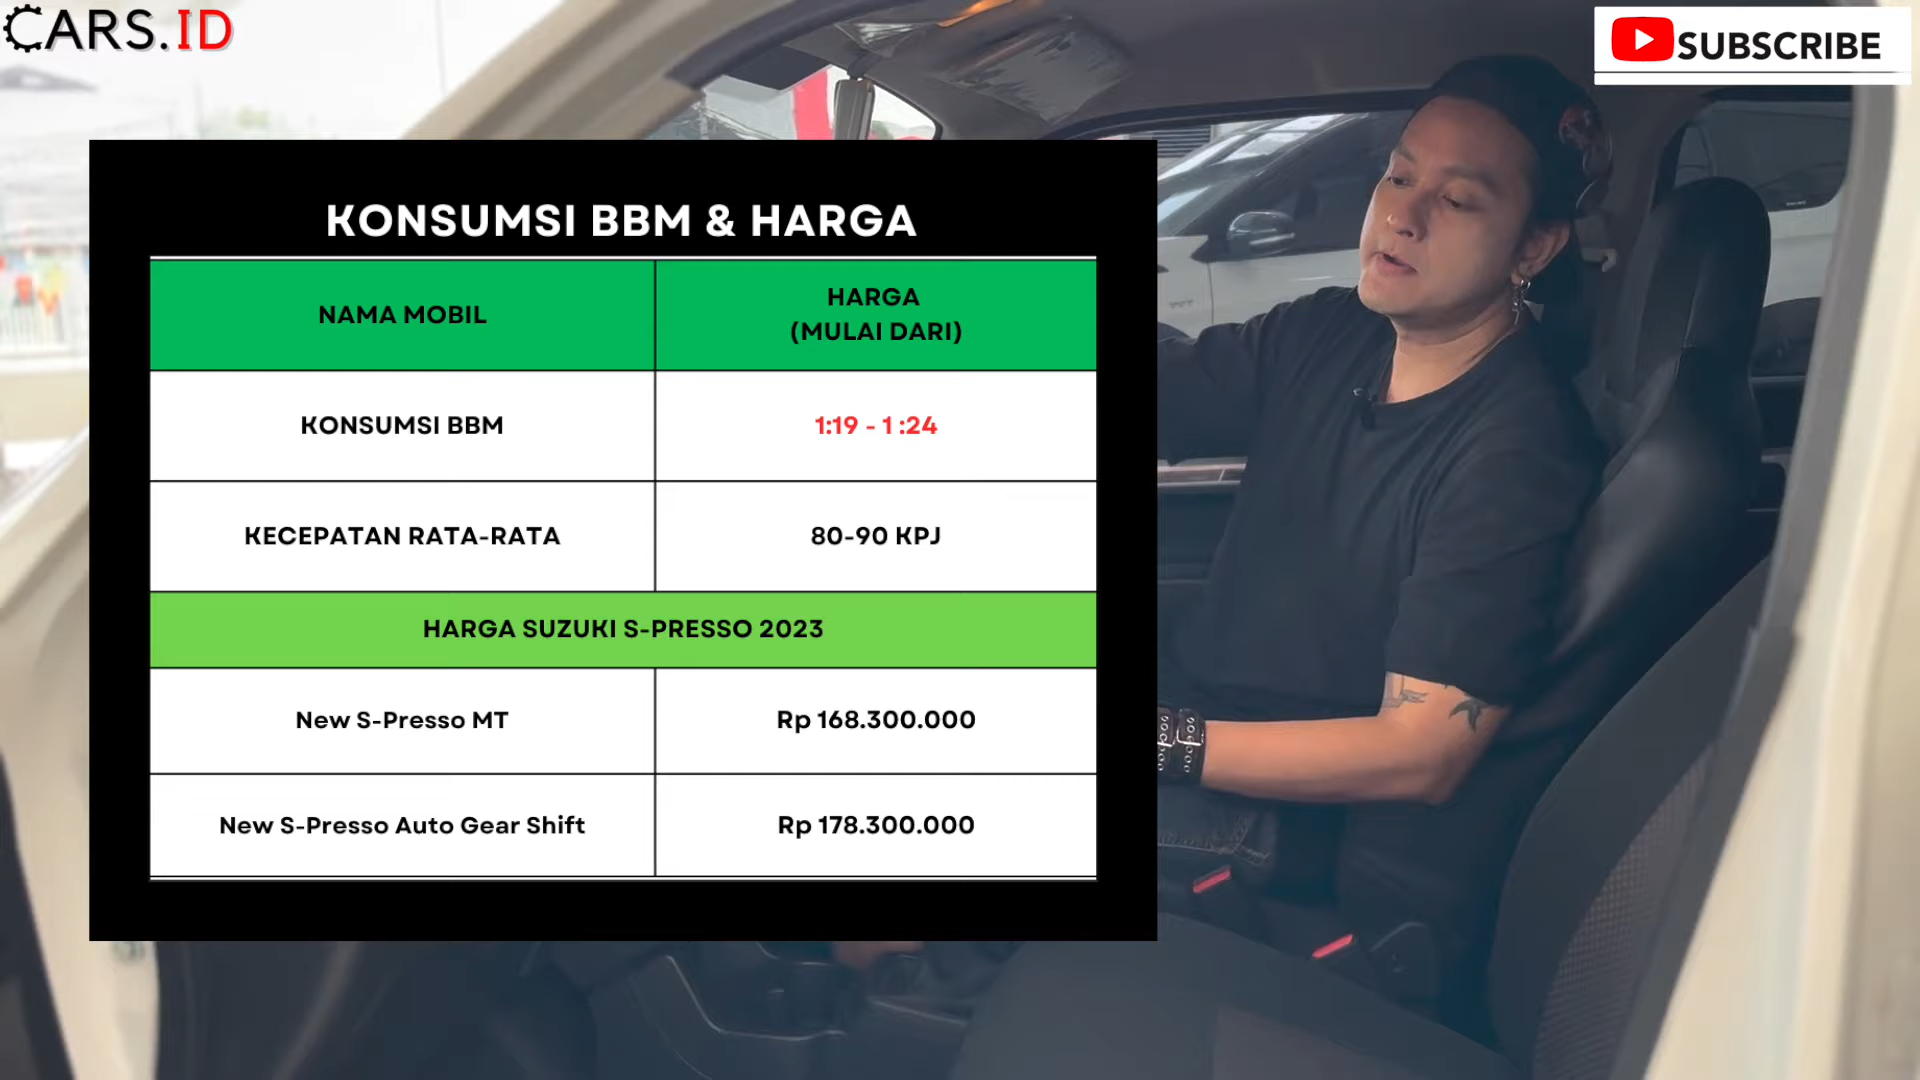 CARS.ID
SUBSCRIBE
KONSUMSI BBM & HARGA
NAMA MOBIL
HARGA
(MULAI DARI)
KONSUMSI BBM
1:19 - 1 :24
KECEPATAN RATA-RATA
80-90 KPJ
HARGA SUZUKI S-PRESSO 2023
New S-Presso MT
Rp 168.300.000
New S-Presso Auto Gear Shift
Rp 178.300.000